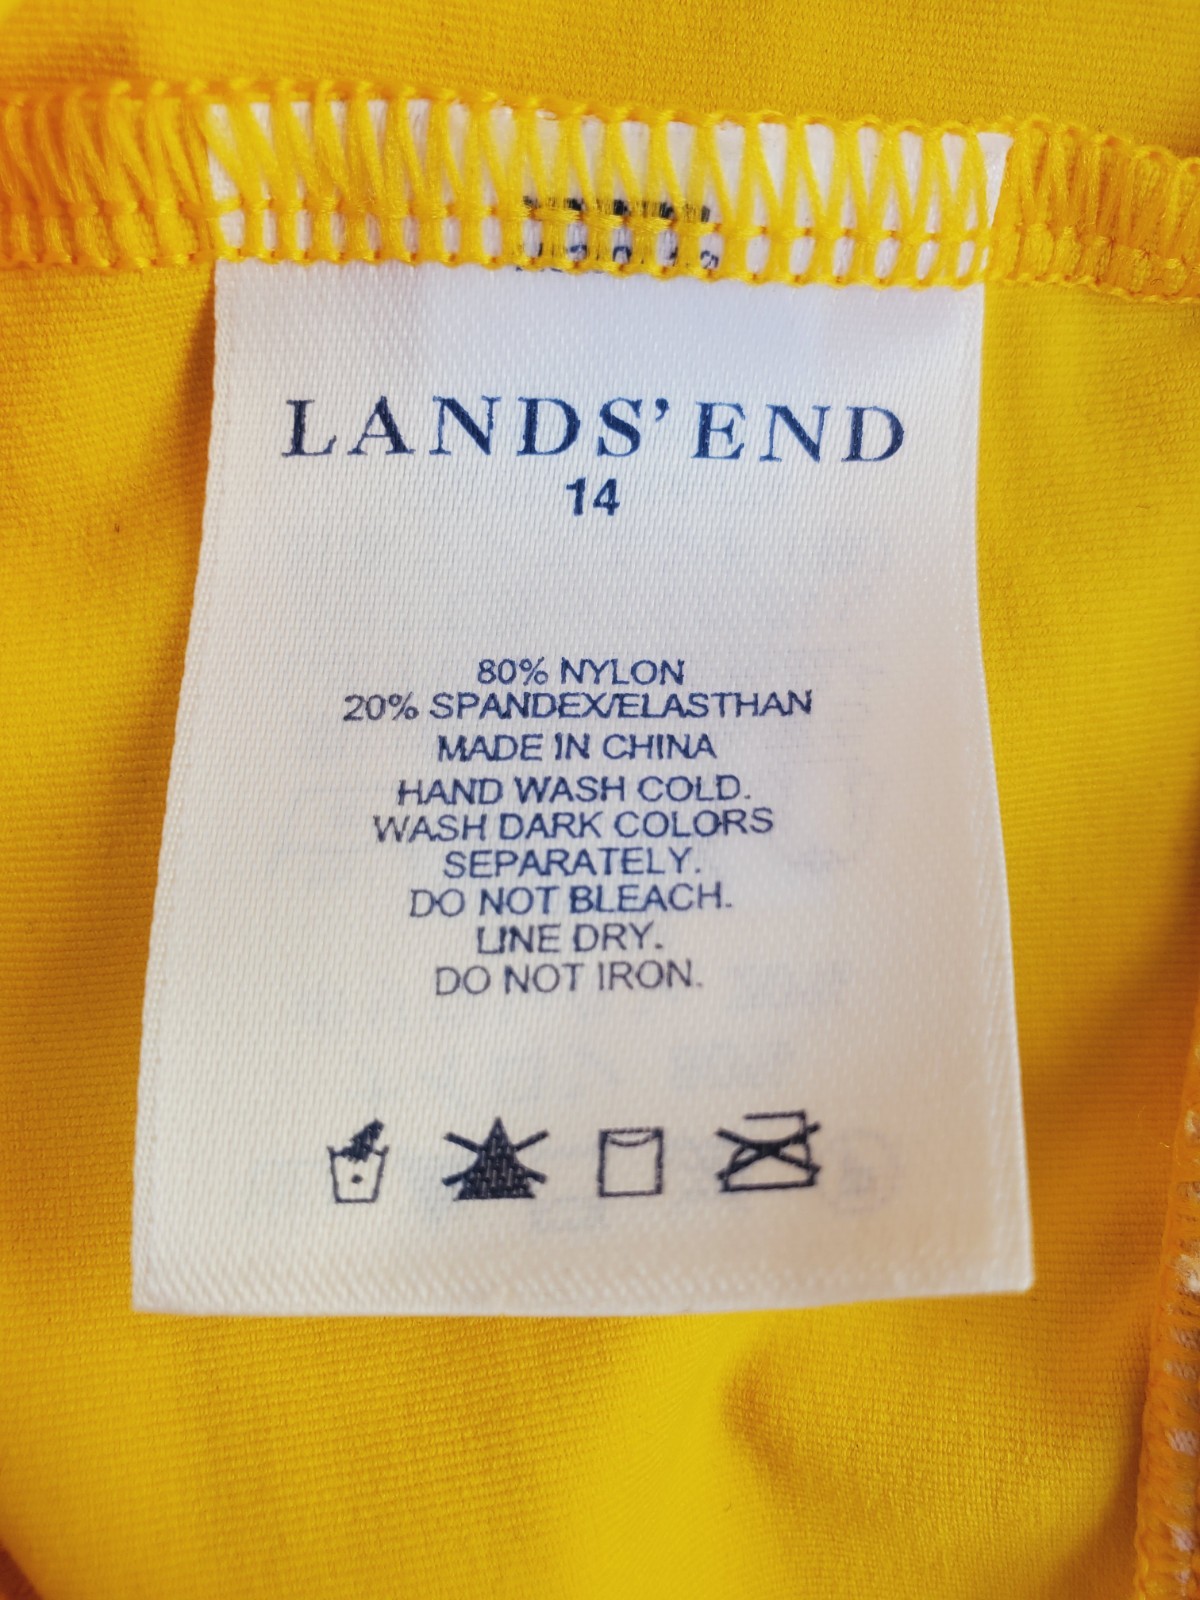 LANDS' END
14
80% NYLON
20% SPANDEX/ELASTHAN
MADE IN CHINA
HAND WASH COLD.
WASH DARK COLORS
SEPARATELY.
DO NOT BLEACH.
LINE DRY.
DO NOT IRON.